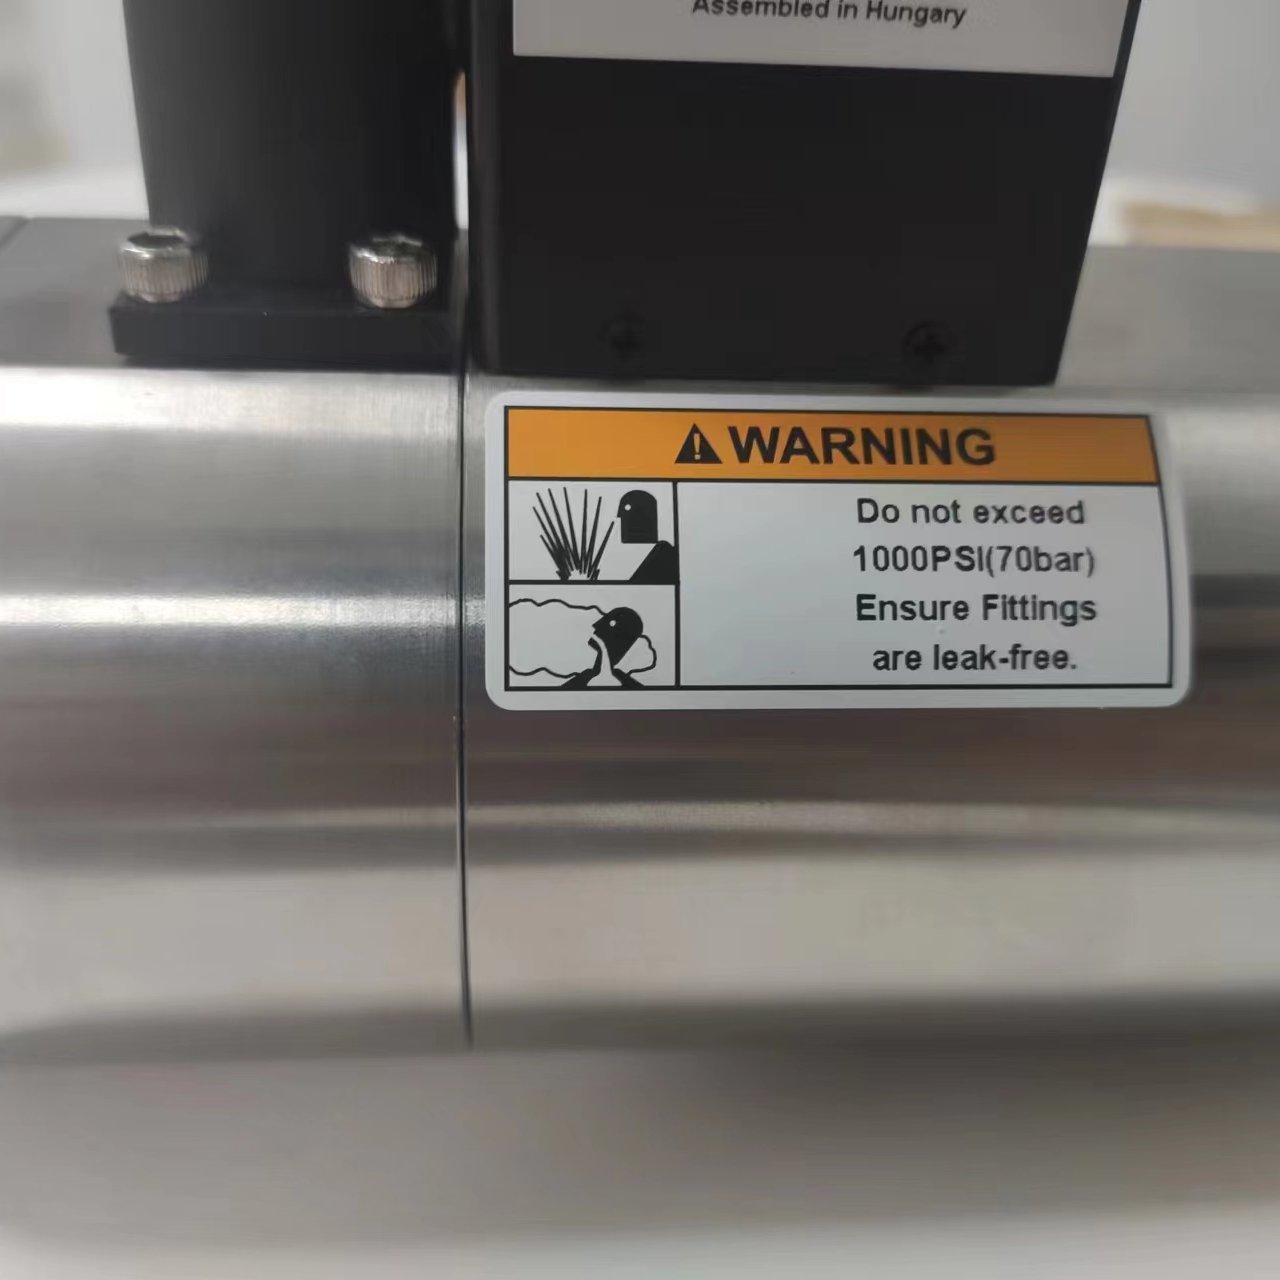 Assembled in Hungary
WARNING
Do not exceed
1000PSI(70bar)
Ensure Fittings
are leak-free.